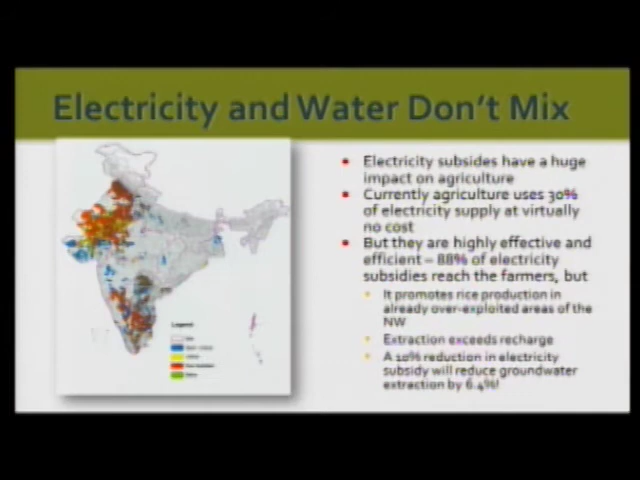 Electricity and Water Don't Mix
Electricity subsides have a huge
impact on agriculture
Currently agriculture uses 30%
of electricity supply at virtually
no cost
But they are highly effective and
efficient – 88% of electricity
subsidies reach the farmers, but
It promotes rice production in
already over-exploited areas of the
NW
Extraction exceeds recharge
A 10% reduction in electricity
subsidy will reduce groundwater
extraction by 6.4%!
Legend